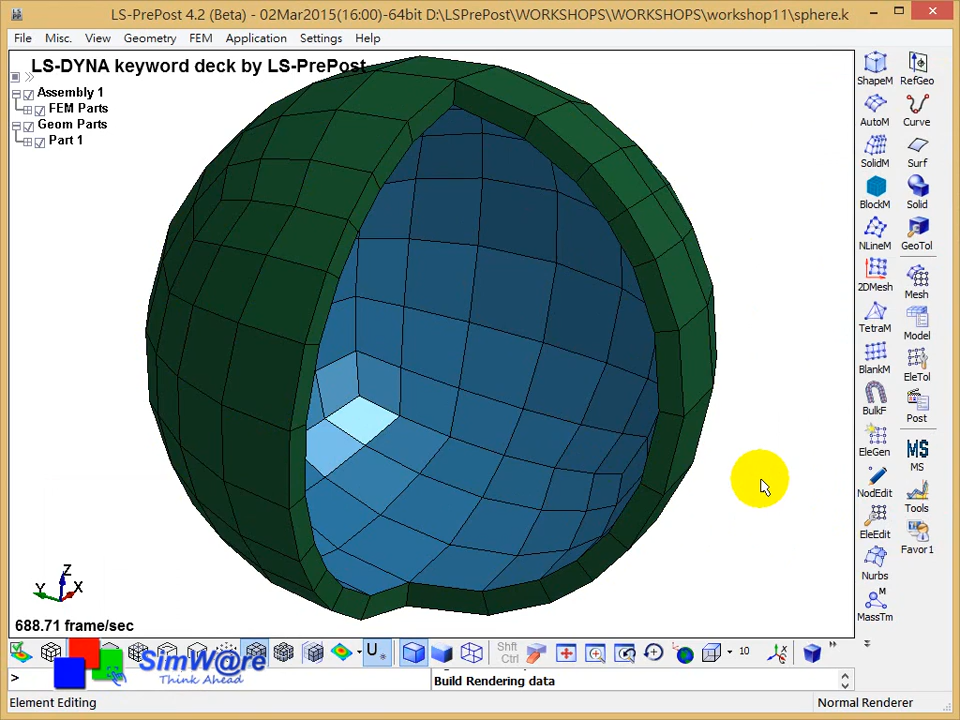 LS-PrePost 4.2 (Beta) - 02Mar2015(16:00)-64bit D:\LSPrePost\WORKSHOPS\WORKSHOPS\workshop11\sphere.k
File Misc. View Geometry FEM Application Settings Help
LS-DYNA keyword deck by LS-PrePost
Assembly 1
FEM Parts
Geom Parts
Part 1
ShapeM RefGeo
AutoM Curve
SolidM Surf
BlockM Solid
NLineM GeoTol
2DMesh Mesh
TetraM Model
BlankM EleTol
BulkF Post
EleGen MS
MS
NodEdit Tools
EleEdit Favor1
Nurbs
MassTm
Z
Y X
688.71 frame/sec
U. Shft
Ctrl
10
SimW@re
Think Ahead
>
Build Rendering data
Element Editing
Normal Renderer